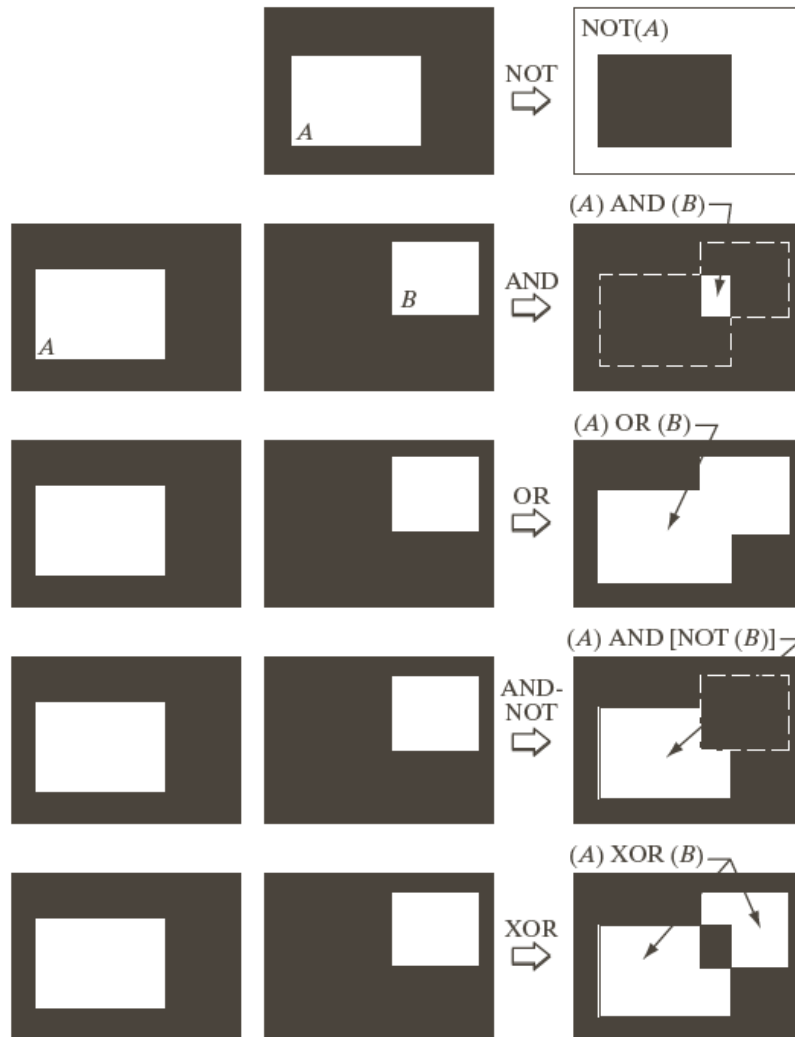 NOT(A)
NOT
A
(A) AND (B)
B
AND
A
(A) OR (B)
OR
(A) AND [NOT (B)]
AND-
NOT
(A) XOR (B)
XOR